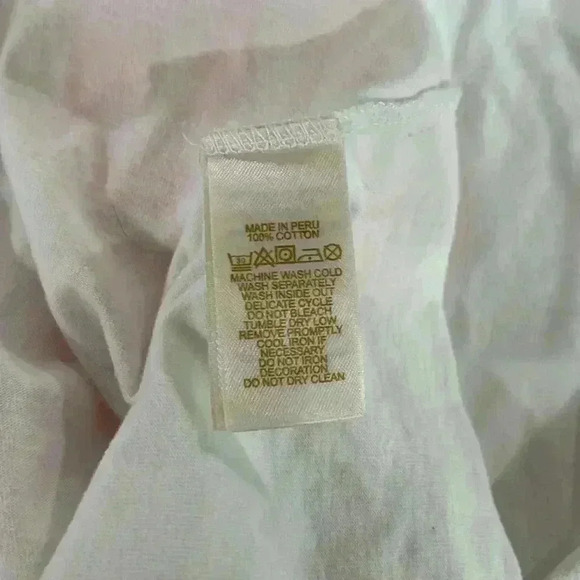 MADE IN PERU
100% COTTON
30
MACHINE WASH COLD
WASH SEPARATELY
WASH INSIDE OUT
DELICATE CYCLE
DO NOT BLEACH
TUMBLE DRY LOW
REMOVE PROMPTLY
COOL IRON IF
NECESSARY
DO NOT IRON
DECORATION
DO NOT DRY CLEAN